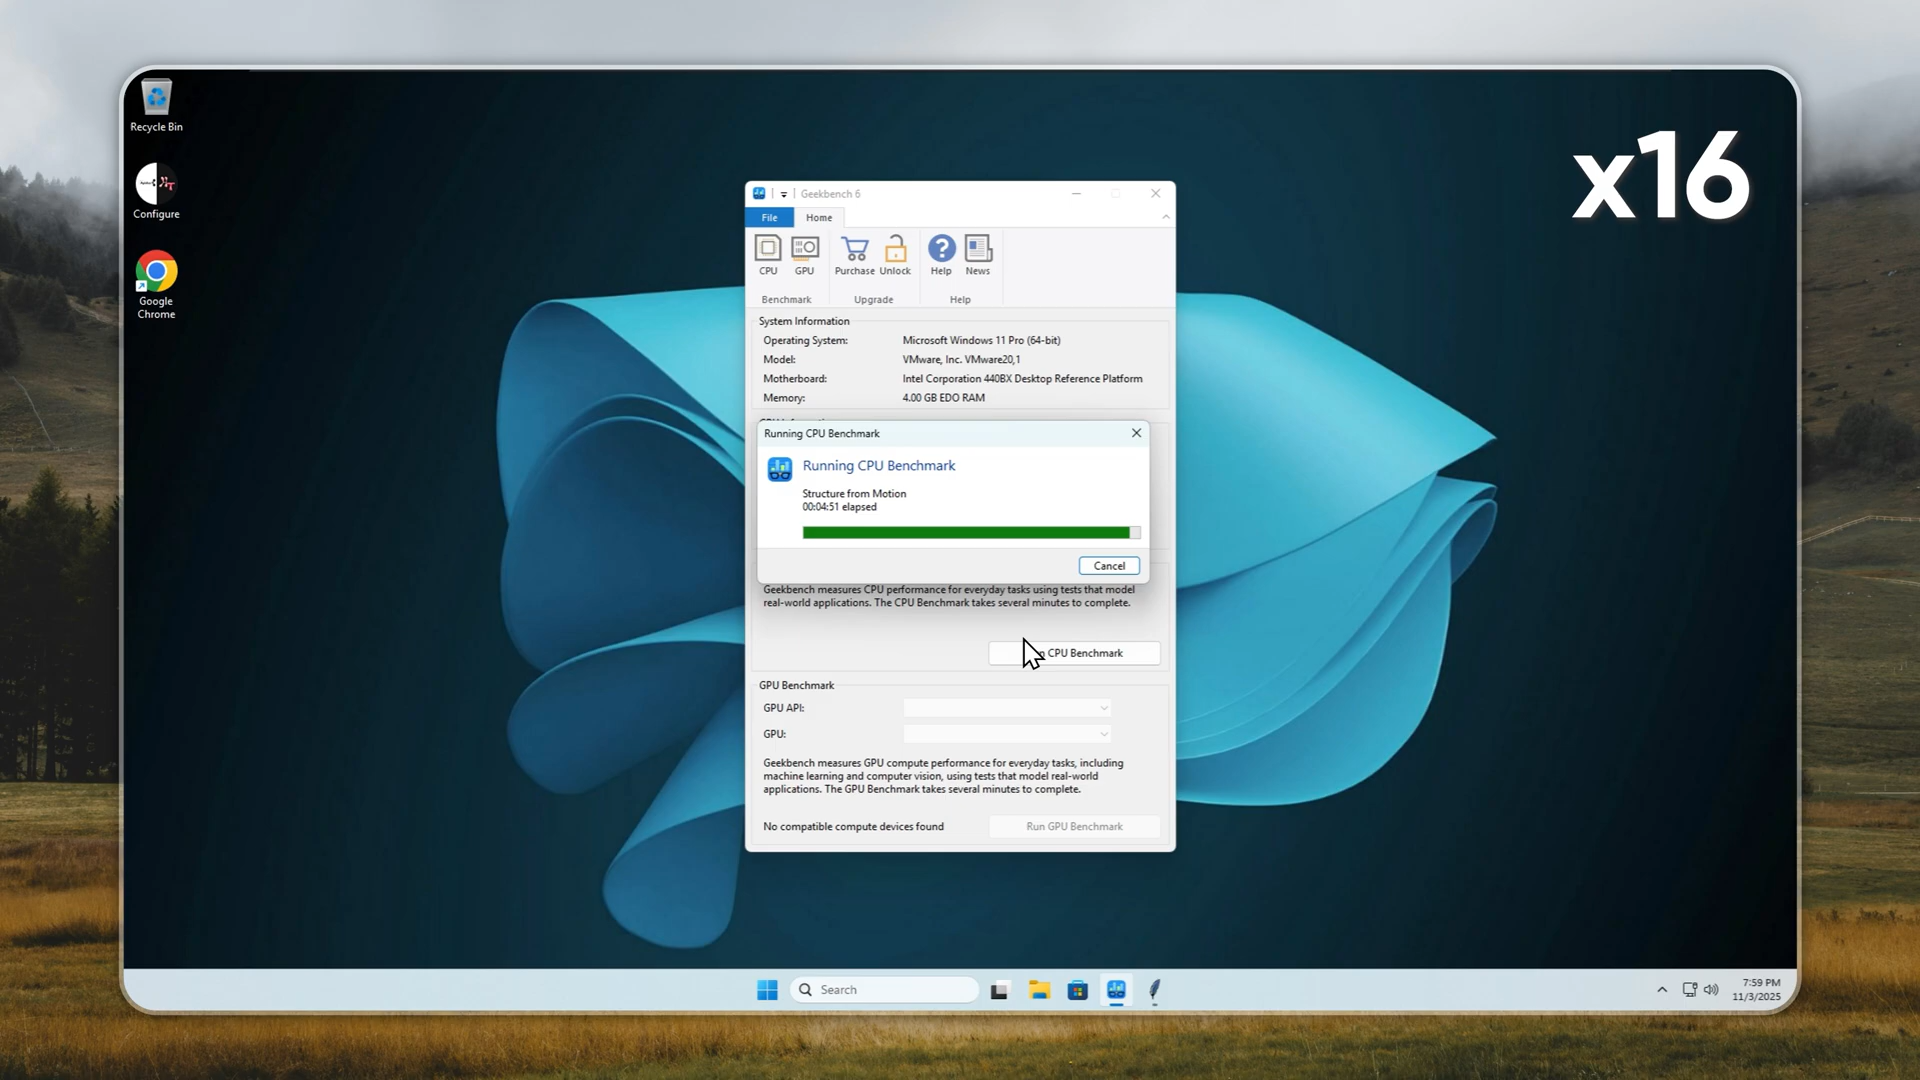 Recycle Bin
Configure
Google
Chrome
x16
Geekbench 6
File
Home
CPU
GPU
Purchase
Unlock
Help
News
Benchmark
Upgrade
Help
System Information
Operating System:
Microsoft Windows 11 Pro (64-bit)
Model:
VMware, Inc. VMware20,1
Motherboard:
Intel Corporation 440BX Desktop Reference Platform
Memory:
4.00 GB EDO RAM
Running CPU Benchmark
Running CPU Benchmark
Structure from Motion
00:04:51 elapsed
Cancel
Geekbench measures CPU performance for everyday tasks using tests that model
real-world applications. The CPU Benchmark takes several minutes to complete.
CPU Benchmark
GPU Benchmark
GPU API:
GPU:
Geekbench measures GPU compute performance for everyday tasks, including
machine learning and computer vision, using tests that model real-world
applications. The GPU Benchmark takes several minutes to complete.
No compatible compute devices found
Run GPU Benchmark
Search
7:59 PM
11/3/2025